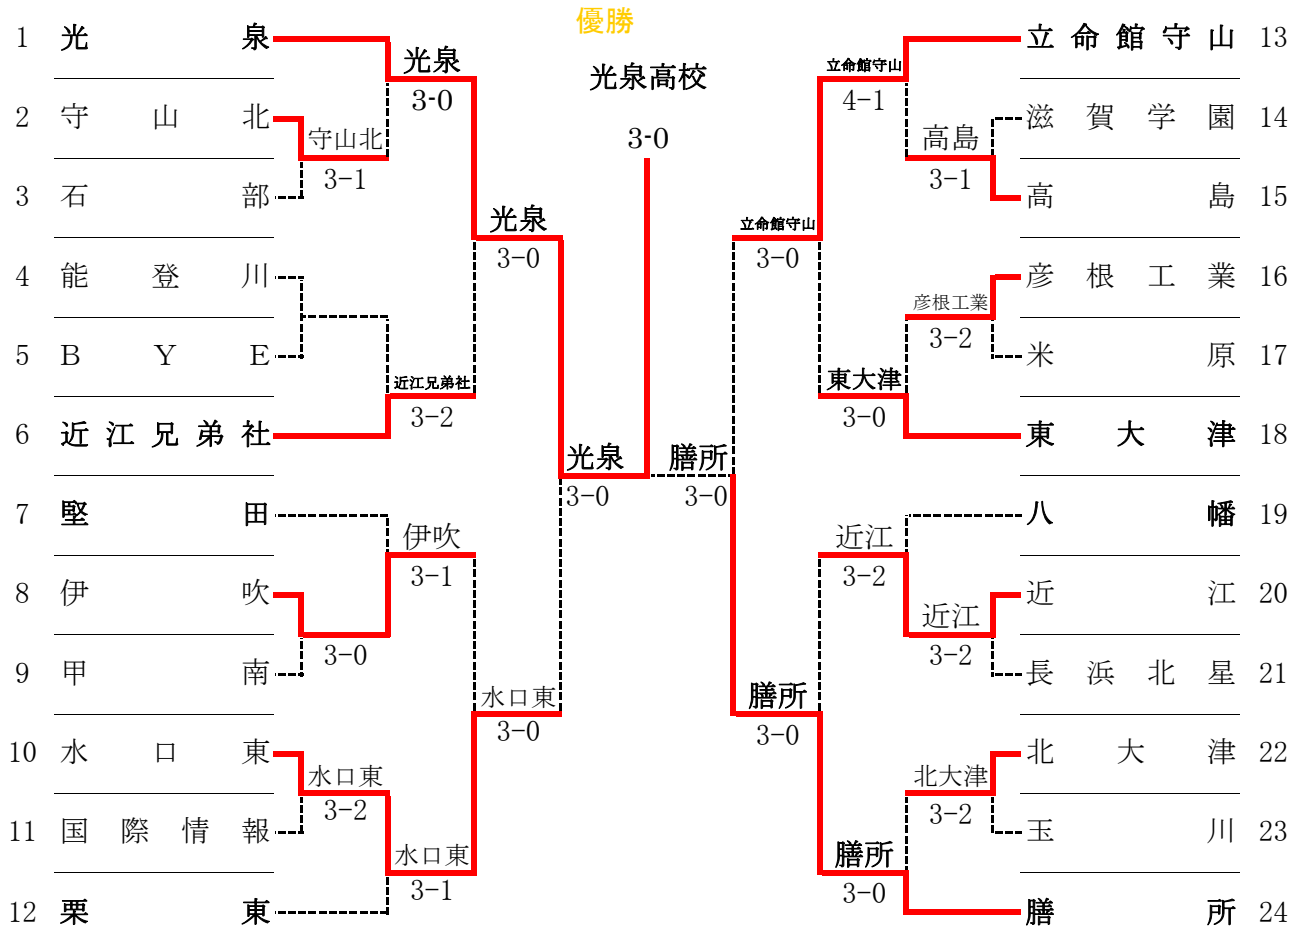 優勝
光泉高校
3-0
1 光泉
2 守山北
3 石部
4 能登川
5 BYE
6 近江兄弟社
7 堅田
8 伊吹
9 甲南
10 水口東
11 国際情報
12 栗東
光泉
3-0
守山北
3-1
光泉
3-0
近江兄弟社
3-2
光泉
3-0
伊吹
3-1
3-0
水口東
3-0
水口東
3-2
水口東
3-1
膳所
3-0
立命館守山
4-1
高島
3-1
立命館守山
3-0
彦根工業
3-2
東大津
3-0
近江
3-2
近江
3-2
膳所
3-0
北大津
3-2
膳所
3-0
立命館守山 13
滋賀学園 14
高島 15
彦根工業 16
米原 17
東大津 18
八幡 19
近江 20
長浜北星 21
北大津 22
玉川 23
膳所 24